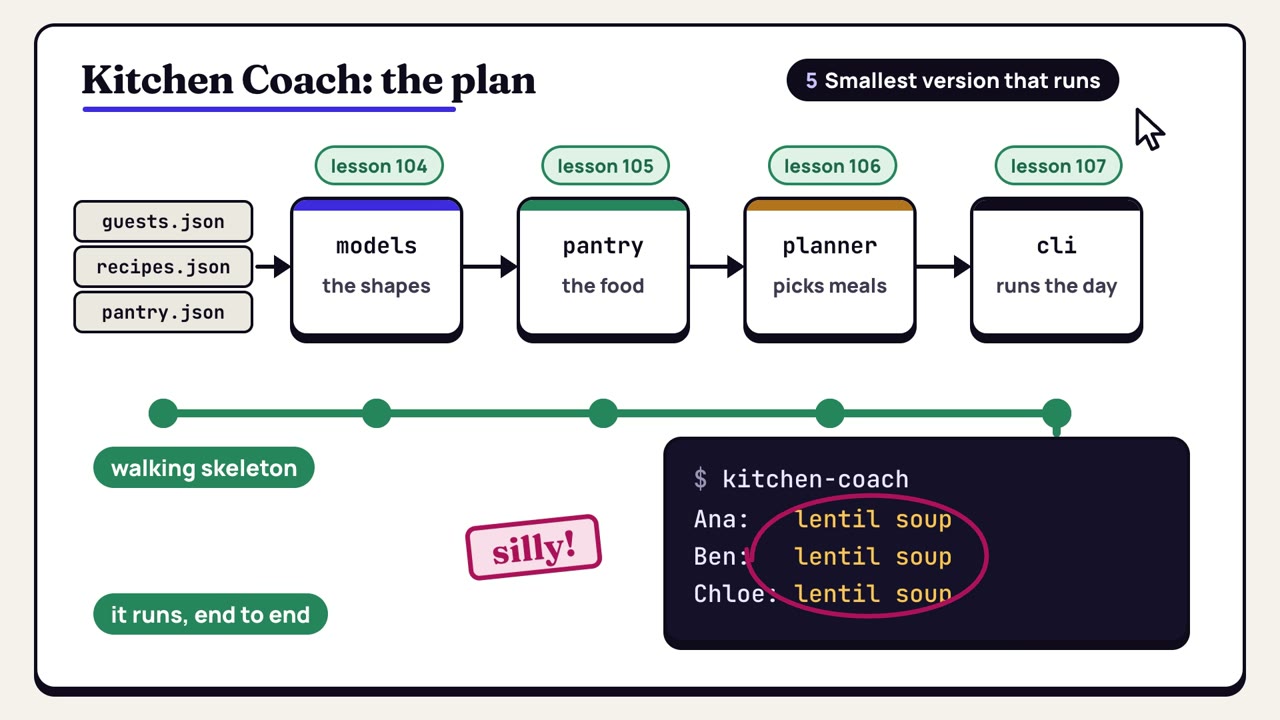 Kitchen Coach: the plan
5 Smallest version that runs
lesson 104
lesson 105
lesson 106
lesson 107
guests.json
recipes.json
pantry.json
models
the shapes
pantry
the food
planner
picks meals
cli
runs the day
walking skeleton
silly!
it runs, end to end
$ kitchen-coach
Ana: lentil soup
Ben: lentil soup
Chloe: lentil soup